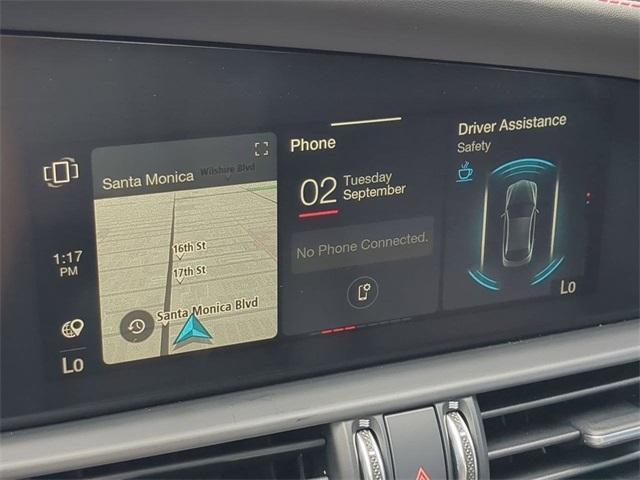 Santa Monica
Wilshire Blvd
16th St
17th St
Santa Monica Blvd
1:17
PM
Lo
Phone
02
Tuesday
September
No Phone Connected.
Driver Assistance
Safety
Lo